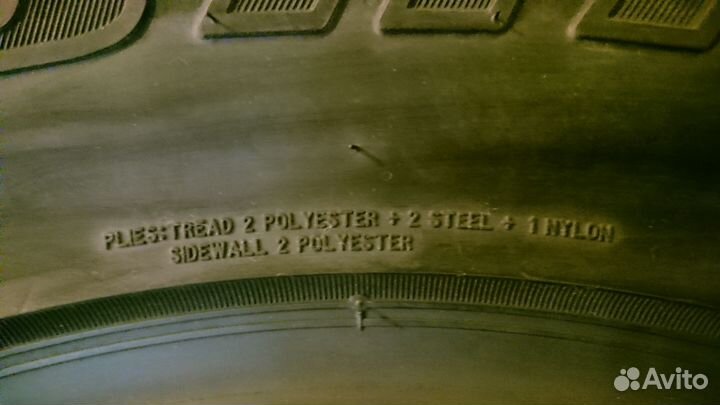 PLIES: TREAD 2 POLYESTER + 2 STEEL + 1 NYLON
SIDEWALL 2 POLYESTER
Avito